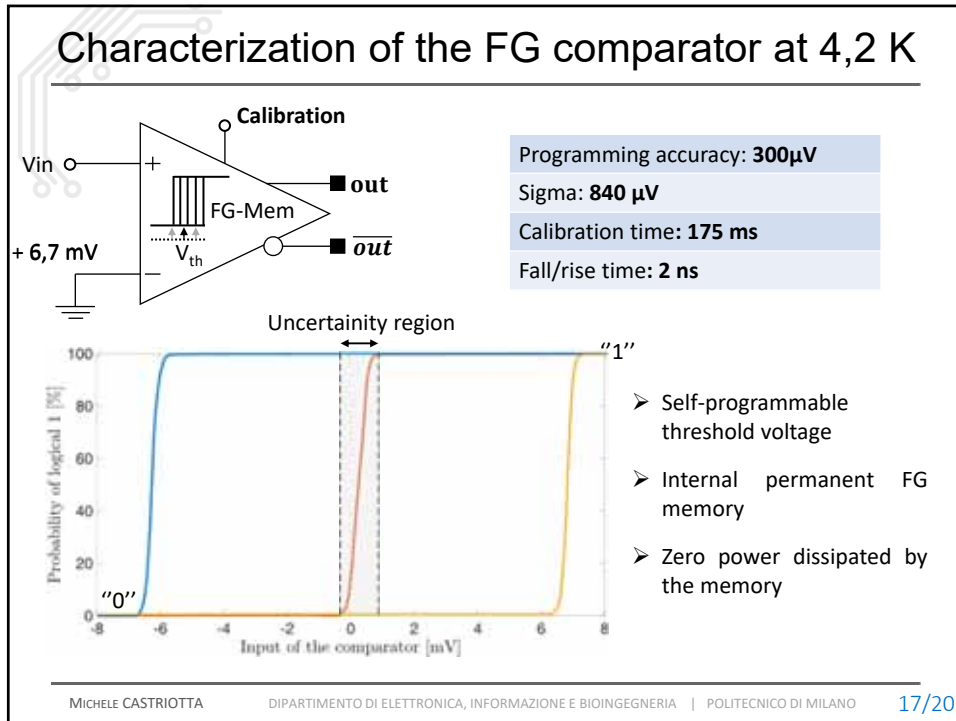 Characterization of the FG comparator at 4,2 K
Calibration
Vin
+
out
FG-Mem
Vth
out
+ 6,7 mV
−
Programming accuracy: 300µV
Sigma: 840 µV
Calibration time: 175 ms
Fall/rise time: 2 ns
Uncertainity region
Probability of logical 1 [%]
100
80
60
40
20
0
‘‘1’’
‘‘0’’
-8 -6 -4 -2 0 2 4 6 8
Input of the comparator [mV]
➢ Self-programmable
threshold voltage
➢ Internal permanent FG
memory
➢ Zero power dissipated by
the memory
MICHELE CASTRIOTTA
DIPARTIMENTO DI ELETTRONICA, INFORMAZIONE E BIOINGEGNERIA | POLITECNICO DI MILANO
17/20